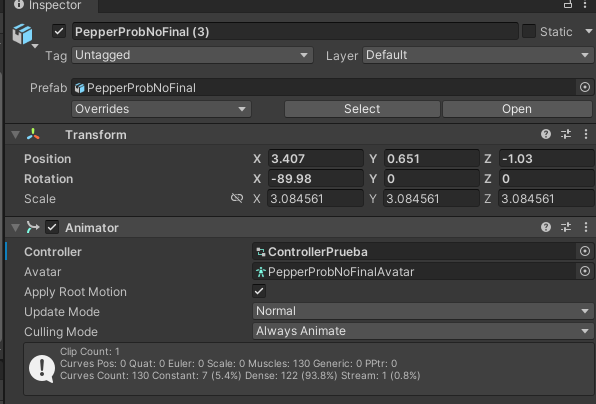 Inspector
PepperProbNoFinal (3)
Static
Tag Untagged Layer Default
Prefab PepperProbNoFinal
Overrides Select Open
Transform
Position X 3.407 Y 0.651 Z -1.03
Rotation X -89.98 Y 0 Z 0
Scale X 3.084561 Y 3.084561 Z 3.084561
Animator
Controller ControllerPrueba
Avatar PepperProbNoFinalAvatar
Apply Root Motion
Update Mode Normal
Culling Mode Always Animate
Clip Count: 1
Curves Pos: 0 Quat: 0 Euler: 0 Scale: 0 Muscles: 130 Generic: 0 PPtr: 0
Curves Count: 130 Constant: 7 (5.4%) Dense: 122 (93.8%) Stream: 1 (0.8%)